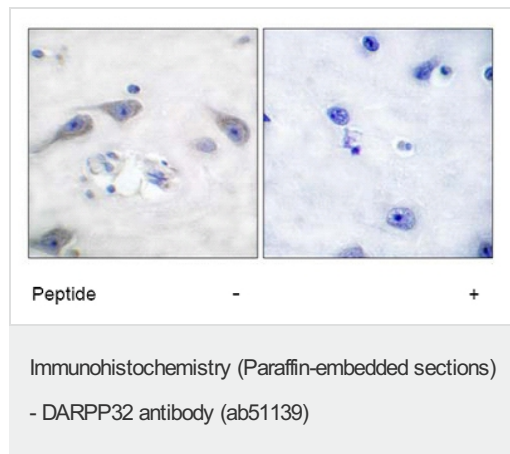 Peptide - +
Immunohistochemistry (Paraffin-embedded sections)
- DARPP32 antibody (ab51139)